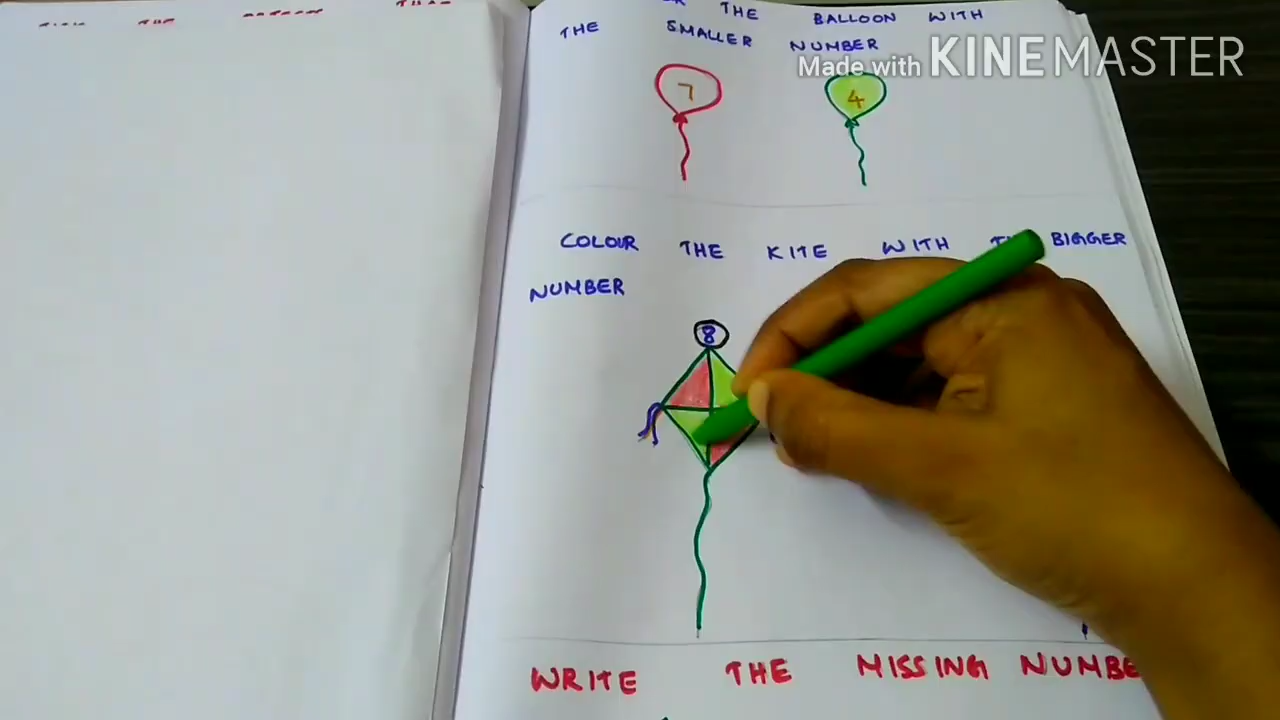 THE BALLOON WITH
THE SMALLER NUMBER
Made with KINEMASTER
7 4
COLOUR THE KITE WITH BIGGER
NUMBER
8
WRITE THE MISSING